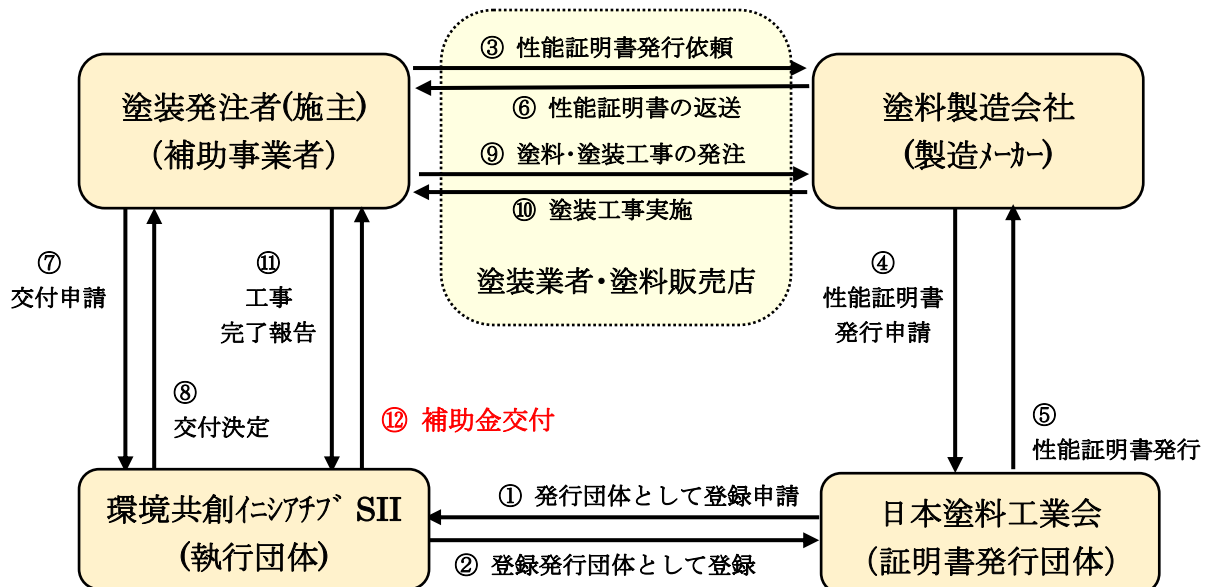 ③ 性能証明書発行依頼
塗装発注者(施主)
(補助事業者)
塗料製造会社
(製造ﾒｰｶｰ)
⑥ 性能証明書の返送
⑨ 塗料・塗装工事の発注
⑩ 塗装工事実施
塗装業者・塗料販売店
⑦
交付申請
⑪
工事
完了報告
④
性能証明書
発行申請
⑧
交付決定
⑫ 補助金交付
⑤
性能証明書発行
① 発行団体として登録申請
環境共創ｲﾆｼｱﾁﾌﾞ SII
(執行団体)
日本塗料工業会
(証明書発行団体)
② 登録発行団体として登録